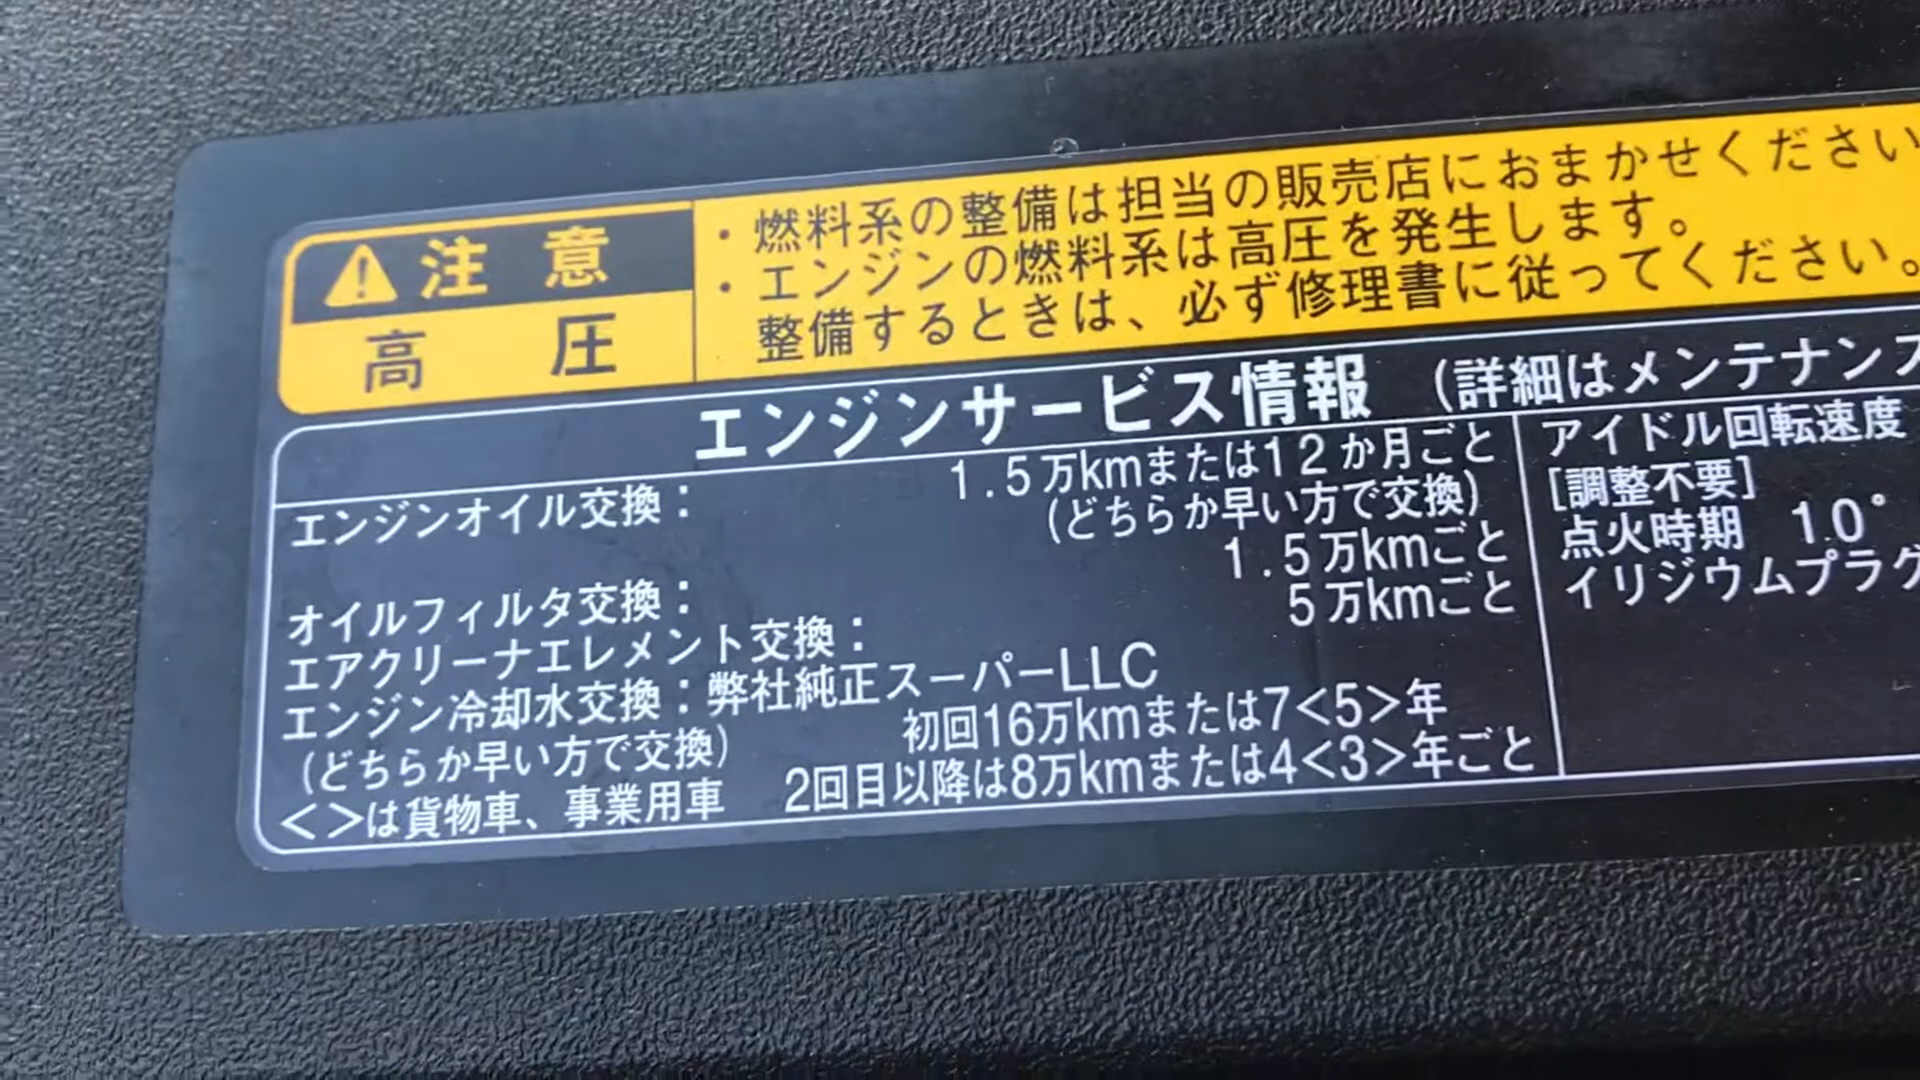 注意
高圧
・燃料系の整備は担当の販売店におまかせください
・エンジンの燃料系は高圧を発生します。
整備するときは、必ず修理書に従ってください。
エンジンサービス情報 (詳細はメンテナンス
エンジンオイル交換： 1.5万kmまたは12か月ごと
(どちらか早い方で交換)
オイルフィルタ交換： 1.5万kmごと
エアクリーナエレメント交換： 5万kmごと
エンジン冷却水交換：弊社純正スーパーLLC
(どちらか早い方で交換) 初回16万kmまたは7<5>年
<>は貨物車、事業用車 2回目以降は8万kmまたは4<3>年ごと
アイドル回転速度
[調整不要]
点火時期 10°
イリジウムプラグ